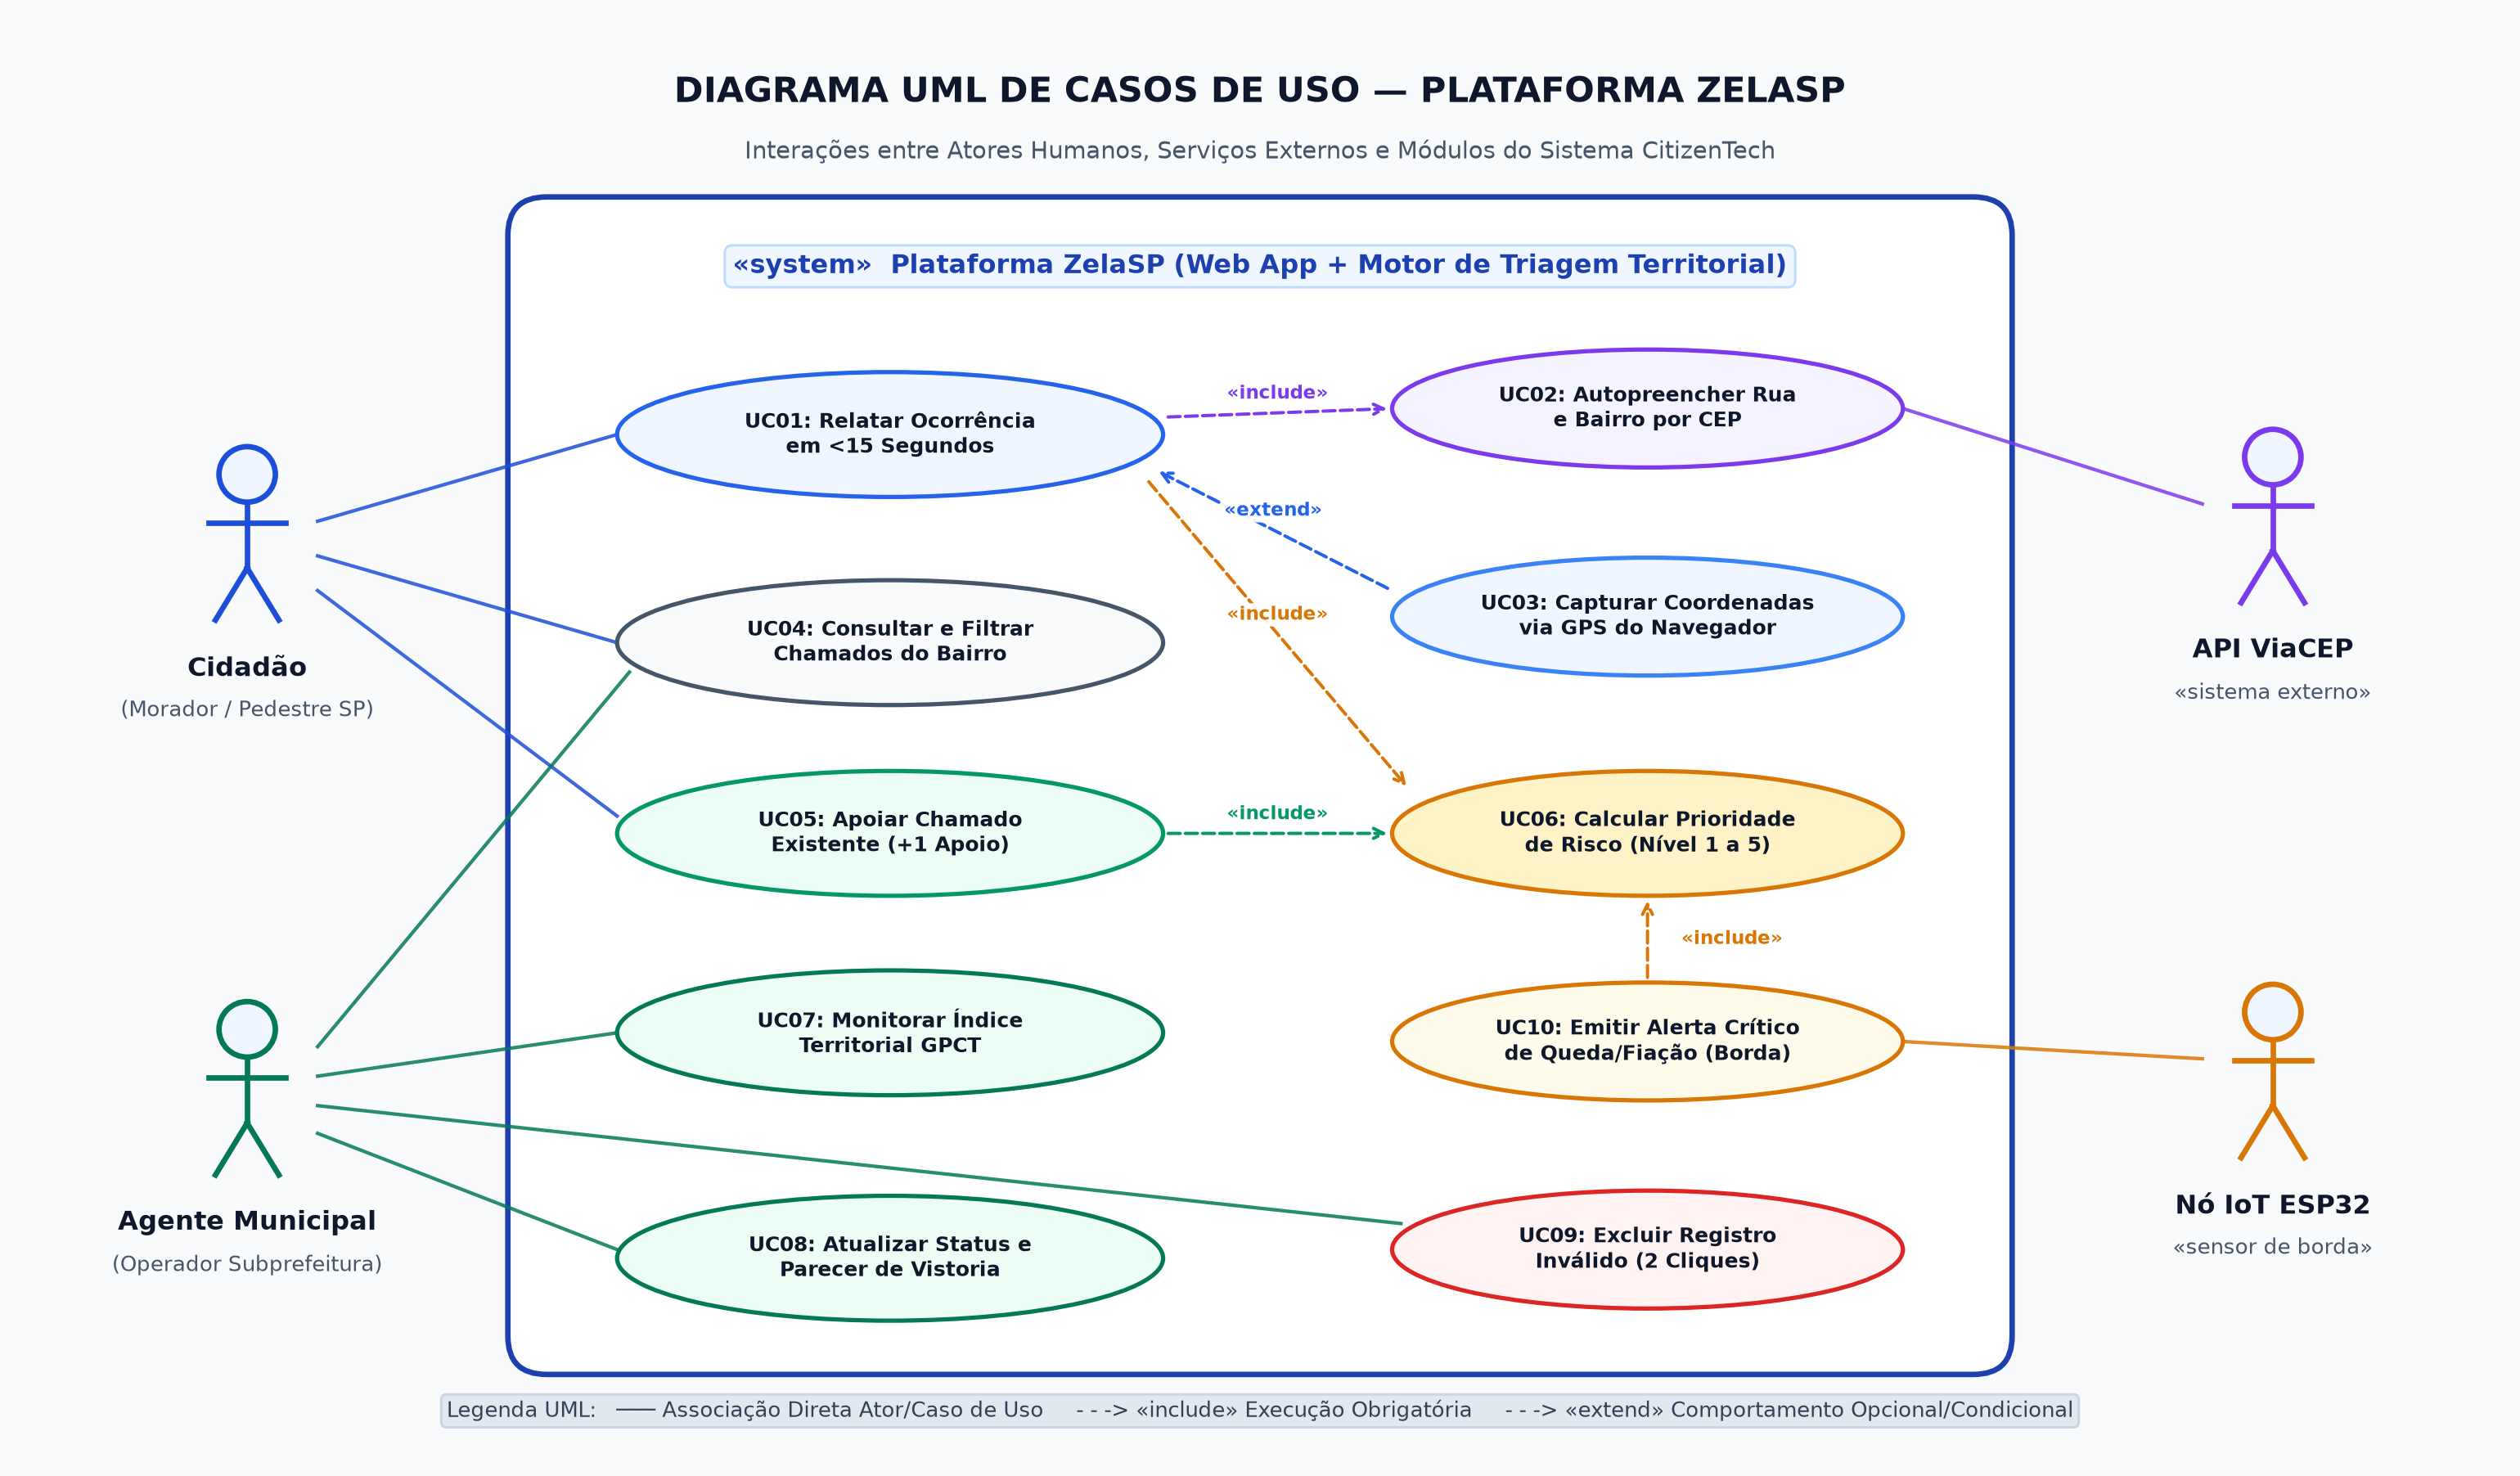 DIAGRAMA UML DE CASOS DE USO — PLATAFORMA ZELASP
Interações entre Atores Humanos, Serviços Externos e Módulos do Sistema CitizenTech
«system»  Plataforma ZelaSP (Web App + Motor de Triagem Territorial)
UC01: Relatar Ocorrência
em <15 Segundos
«include»
UC02: Autopreencher Rua
e Bairro por CEP
«extend»
«include»
UC03: Capturar Coordenadas
via GPS do Navegador
UC04: Consultar e Filtrar
Chamados do Bairro
Cidadão
(Morador / Pedestre SP)
API ViaCEP
«sistema externo»
UC05: Apoiar Chamado
Existente (+1 Apoio)
«include»
UC06: Calcular Prioridade
de Risco (Nível 1 a 5)
«include»
UC07: Monitorar Índice
Territorial GPCT
UC10: Emitir Alerta Crítico
de Queda/Fiação (Borda)
Agente Municipal
(Operador Subprefeitura)
Nó IoT ESP32
«sensor de borda»
UC08: Atualizar Status e
Parecer de Vistoria
UC09: Excluir Registro
Inválido (2 Cliques)
Legenda UML: —— Associação Direta Ator/Caso de Uso - - -> «include» Execução Obrigatória - - -> «extend» Comportamento Opcional/Condicional